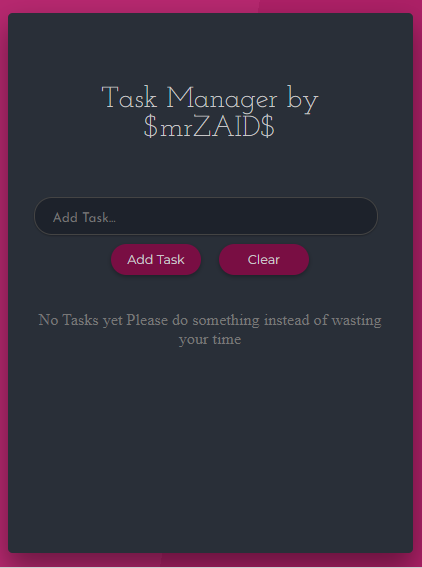 Task Manager by
$mrZAID$
Add Task...
Add Task
Clear
No Tasks yet Please do something instead of wasting
your time